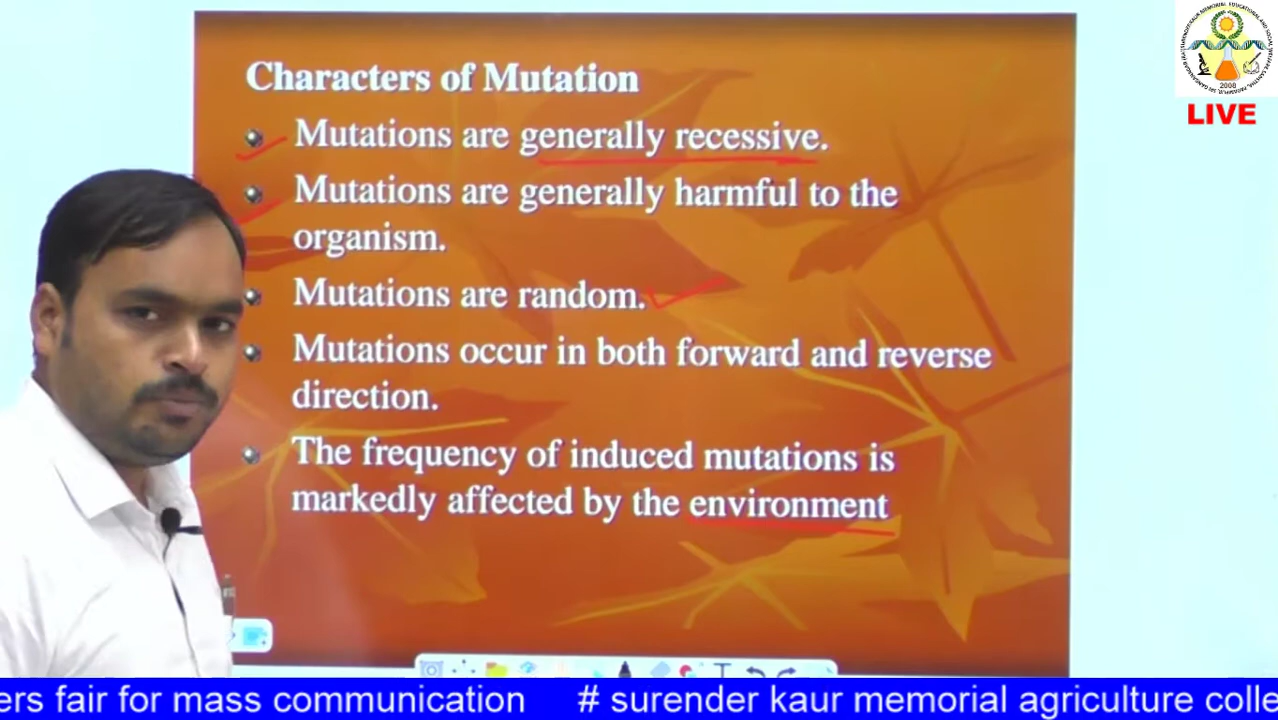 Characters of Mutation
Mutations are generally recessive.
Mutations are generally harmful to the
organism.
Mutations are random.
Mutations occur in both forward and reverse
direction.
The frequency of induced mutations is
markedly affected by the environment
2008
LIVE
ers fair for mass communication # surender kaur memorial agriculture colle